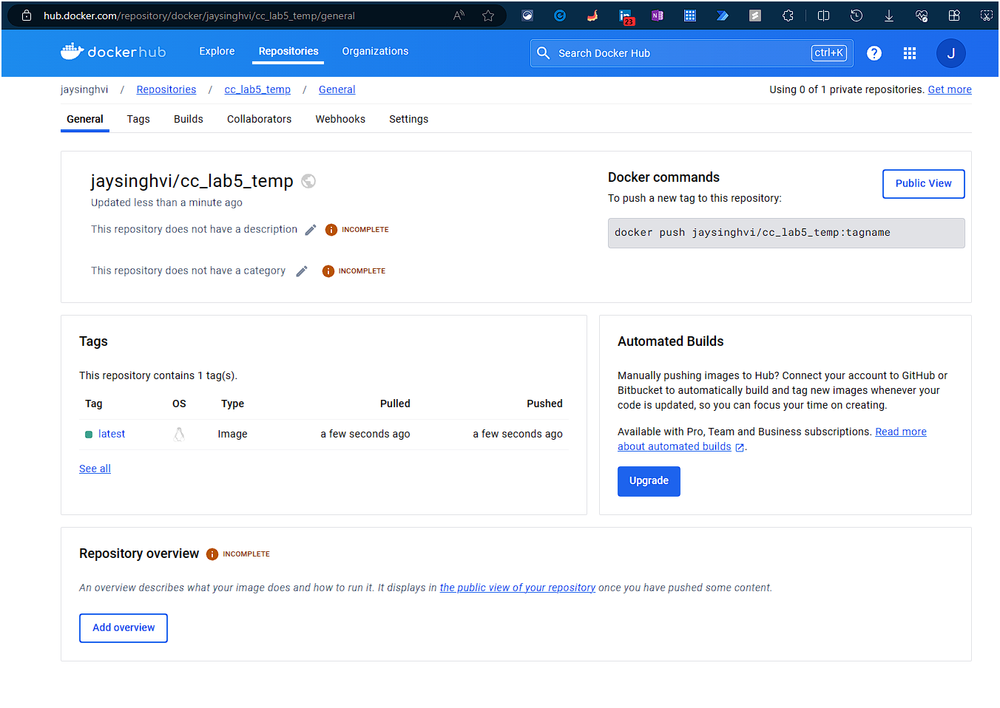 hub.docker.com/repository/docker/jaysinghvi/cc_lab5_temp/general
23
docker hub Explore Repositories Organizations Search Docker Hub ctrl+K ? J
jaysinghvi / Repositories / cc_lab5_temp / General Using 0 of 1 private repositories. Get more
General Tags Builds Collaborators Webhooks Settings
jaysinghvi/cc_lab5_temp
Updated less than a minute ago
This repository does not have a description INCOMPLETE
This repository does not have a category INCOMPLETE
Docker commands
Public View
To push a new tag to this repository:
docker push jaysinghvi/cc_lab5_temp:tagname
Tags
This repository contains 1 tag(s).
Tag OS Type Pulled Pushed
latest Image a few seconds ago a few seconds ago
See all
Automated Builds
Manually pushing images to Hub? Connect your account to GitHub or
Bitbucket to automatically build and tag new images whenever your
code is updated, so you can focus your time on creating.
Available with Pro, Team and Business subscriptions. Read more
about automated builds .
Upgrade
Repository overview INCOMPLETE
An overview describes what your image does and how to run it. It displays in the public view of your repository once you have pushed some content.
Add overview